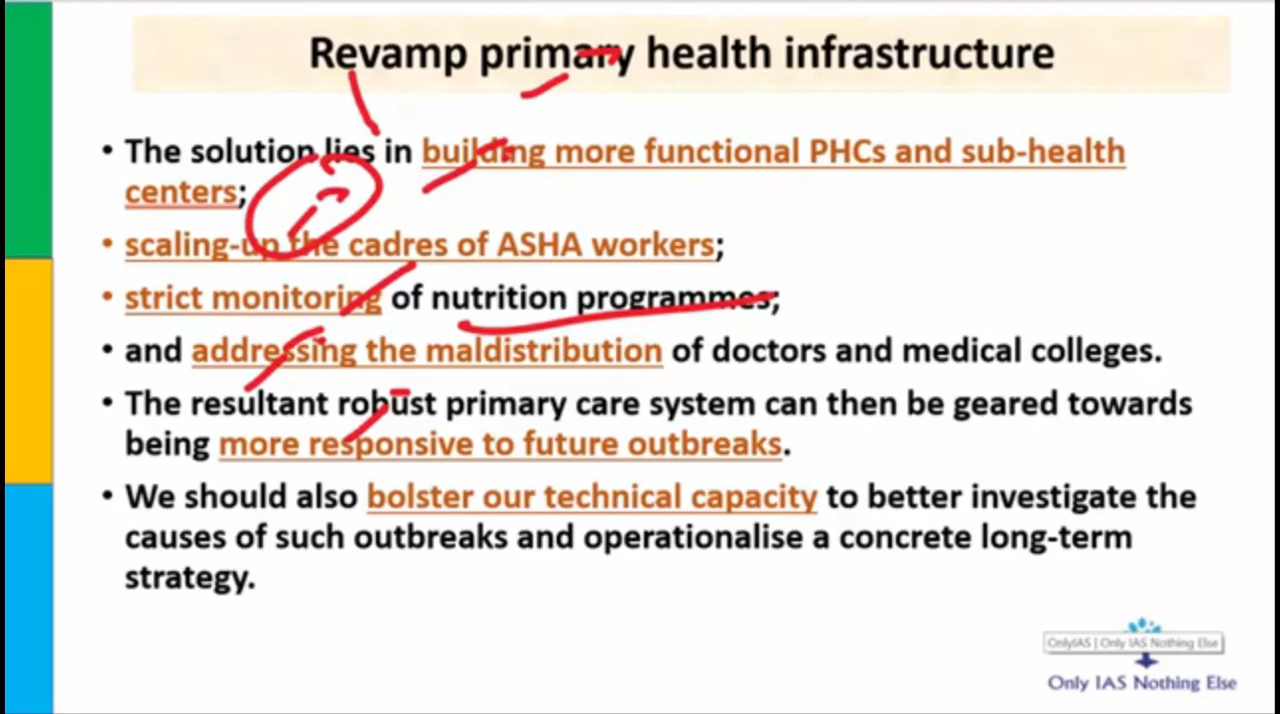 Revamp primary health infrastructure
• The solution lies in building more functional PHCs and sub-health
centers;
• scaling-up the cadres of ASHA workers;
• strict monitoring of nutrition programmes;
• and addressing the maldistribution of doctors and medical colleges.
• The resultant robust primary care system can then be geared towards
being more responsive to future outbreaks.
• We should also bolster our technical capacity to better investigate the
causes of such outbreaks and operationalise a concrete long-term
strategy.
OnlyIAS | Only IAS Nothing Else
Only IAS Nothing Else